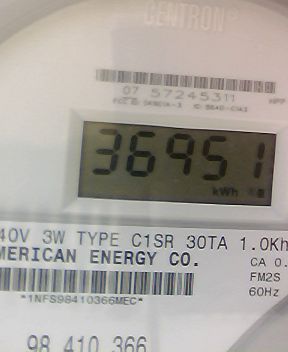 CENTRON®
07 57245311
36951
kWh
40V 3W TYPE C1SR 30TA 1.0Kh
MERICAN ENERGY CO.
CA 0.
FM2S
60Hz
*1NFS98410366MEC*
98 410 366